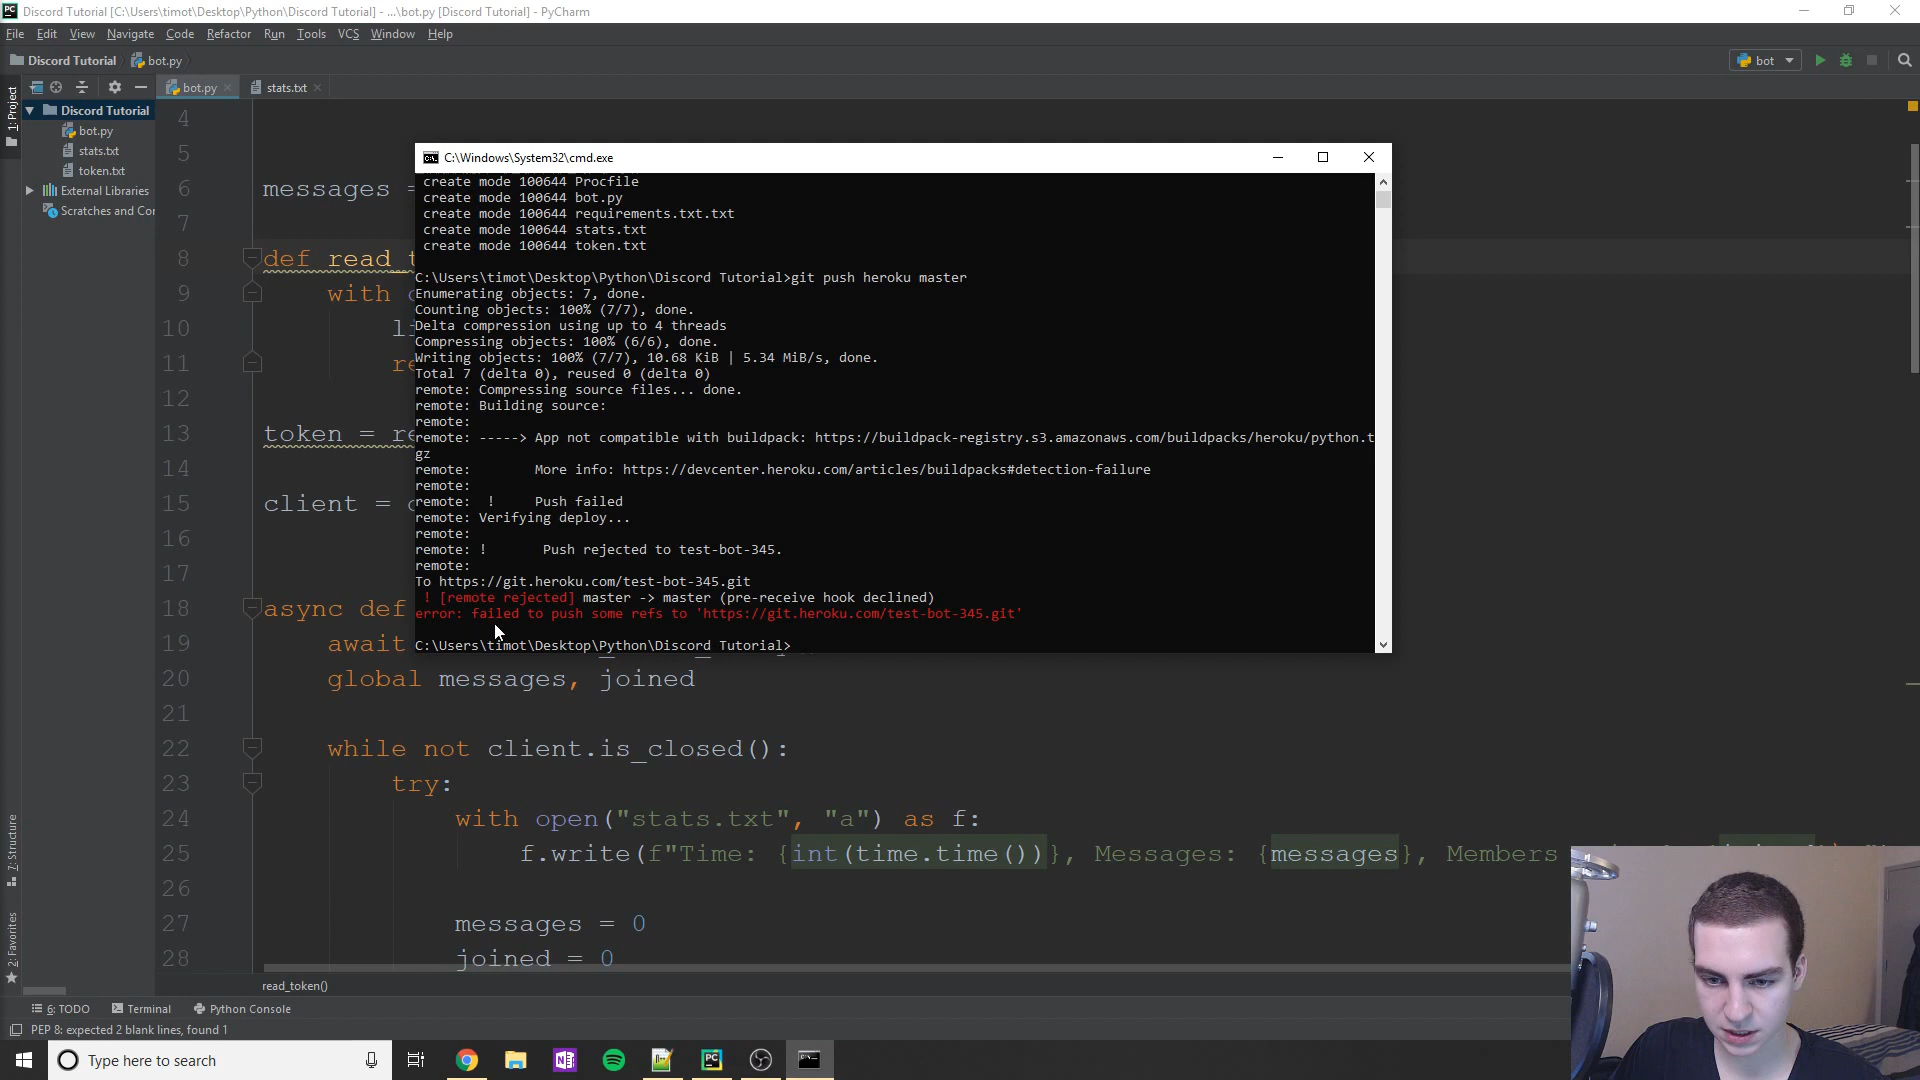 Discord Tutorial [C:\Users\timot\Desktop\Python\Discord Tutorial] - ...\bot.py [Discord Tutorial] - PyCharm
File Edit View Navigate Code Refactor Run Tools VCS Window Help
Discord Tutorial bot.py bot
1: Project
bot.py stats.txt
Discord Tutorial
bot.py
stats.txt
token.txt
External Libraries
Scratches and Cor
7: Structure
2: Favorites
C:\Windows\System32\cmd.exe
create mode 100644 Procfile
create mode 100644 bot.py
create mode 100644 requirements.txt.txt
create mode 100644 stats.txt
create mode 100644 token.txt
C:\Users\timot\Desktop\Python\Discord Tutorial>git push heroku master
Enumerating objects: 7, done.
Counting objects: 100% (7/7), done.
Delta compression using up to 4 threads
Compressing objects: 100% (6/6), done.
Writing objects: 100% (7/7), 10.68 KiB | 5.34 MiB/s, done.
Total 7 (delta 0), reused 0 (delta 0)
remote: Compressing source files... done.
remote: Building source:
remote:
remote: -----> App not compatible with buildpack: https://buildpack-registry.s3.amazonaws.com/buildpacks/heroku/python.t
gz
remote: More info: https://devcenter.heroku.com/articles/buildpacks#detection-failure
remote:
remote: ! Push failed
remote: Verifying deploy...
remote:
remote: ! Push rejected to test-bot-345.
remote:
To https://git.heroku.com/test-bot-345.git
! [remote rejected] master -> master (pre-receive hook declined)
error: failed to push some refs to 'https://git.heroku.com/test-bot-345.git'
C:\Users\timot\Desktop\Python\Discord Tutorial>
4
5
6 messages =
7
8 def read_t
9 with
10
11
12
13 token = re
14
15 client =
16
17
18 async def
19 await
20 global messages, joined
21
22 while not client.is_closed():
23 try:
24 with open("stats.txt", "a") as f:
25 f.write(f"Time: {int(time.time())}, Messages: {messages}, Members
26
27 messages = 0
28 joined = 0
read_token()
6: TODO Terminal Python Console
PEP 8: expected 2 blank lines, found 1
Type here to search